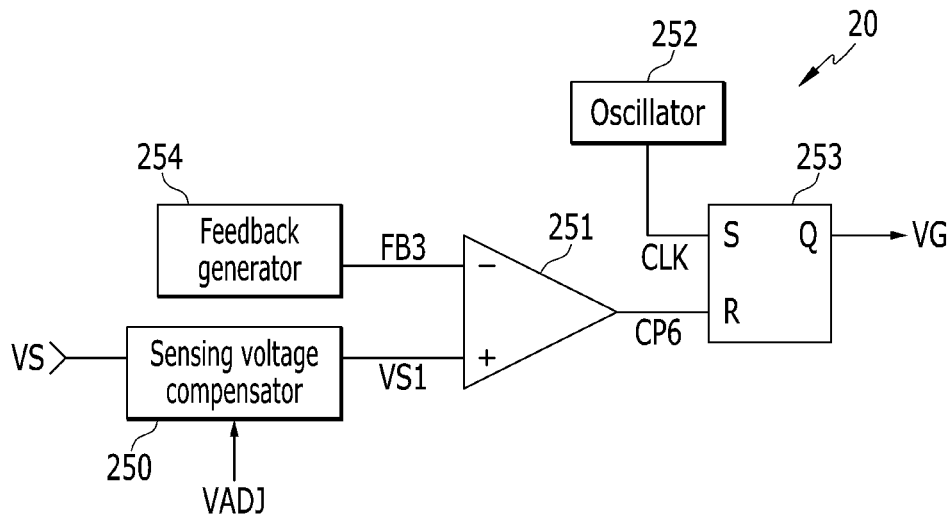 20
252
Oscillator
254
253
Feedback
generator
FB3
−
251
CLK
S
Q
VG
R
CP6
VS
Sensing voltage
compensator
VS1
+
250
VADJ